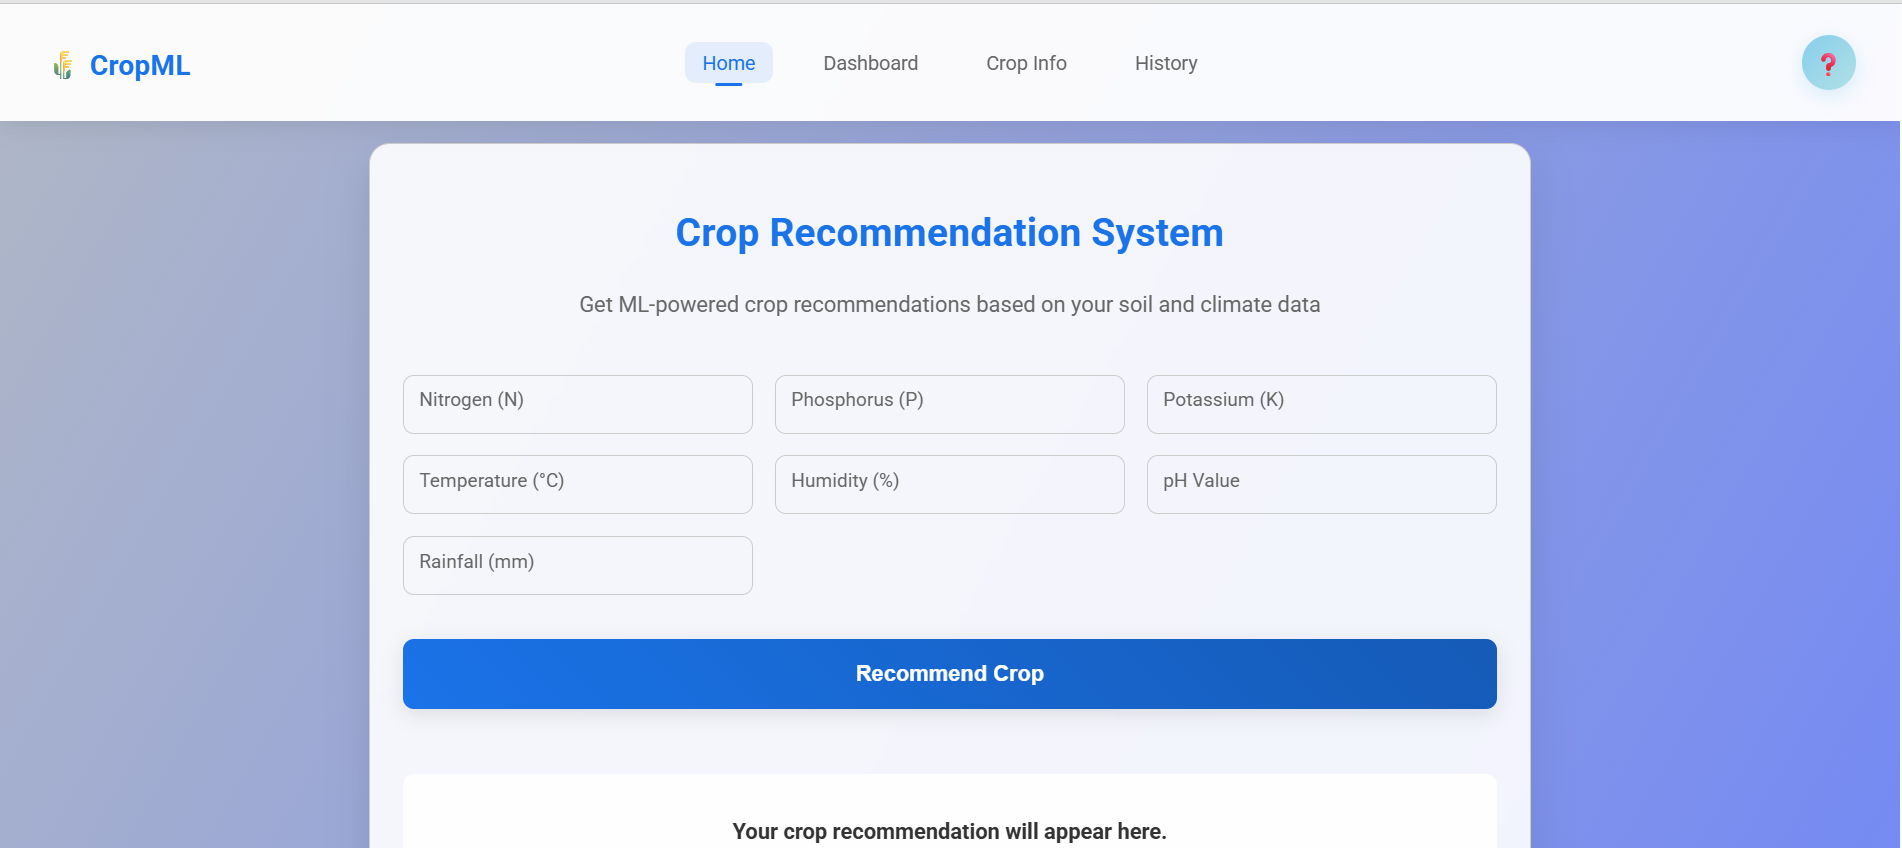 CropML
Home
Dashboard
Crop Info
History
Crop Recommendation System
Get ML-powered crop recommendations based on your soil and climate data
Nitrogen (N)
Phosphorus (P)
Potassium (K)
Temperature (°C)
Humidity (%)
pH Value
Rainfall (mm)
Recommend Crop
Your crop recommendation will appear here.